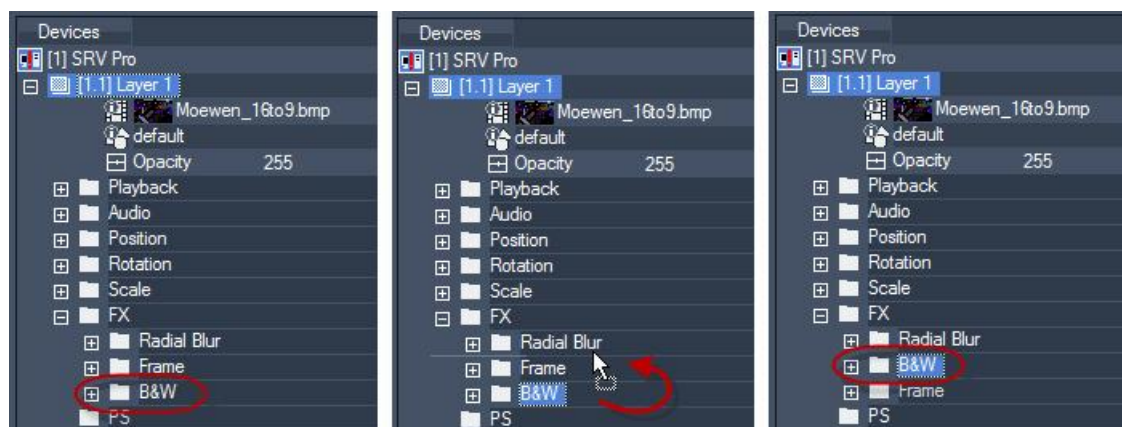 Devices
[1] SRV Pro
[1.1] Layer 1
Moewen_16to9.bmp
default
Opacity 255
Playback
Audio
Position
Rotation
Scale
FX
Radial Blur
Frame
B&W
PS
Devices
[1] SRV Pro
[1.1] Layer 1
Moewen_16to9.bmp
default
Opacity 255
Playback
Audio
Position
Rotation
Scale
FX
Radial Blur
Frame
B&W
PS
Devices
[1] SRV Pro
[1.1] Layer 1
Moewen_16to9.bmp
default
Opacity 255
Playback
Audio
Position
Rotation
Scale
FX
Radial Blur
B&W
Frame
PS